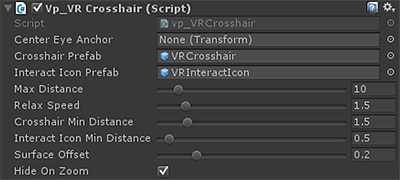 Vp_VR Crosshair (Script)
Script vp_VRCrosshair
Center Eye Anchor None (Transform)
Crosshair Prefab VRCrosshair
Interact Icon Prefab VRInteractIcon
Max Distance 10
Relax Speed 1.5
Crosshair Min Distance 1.5
Interact Icon Min Distance 0.5
Surface Offset 0.2
Hide On Zoom